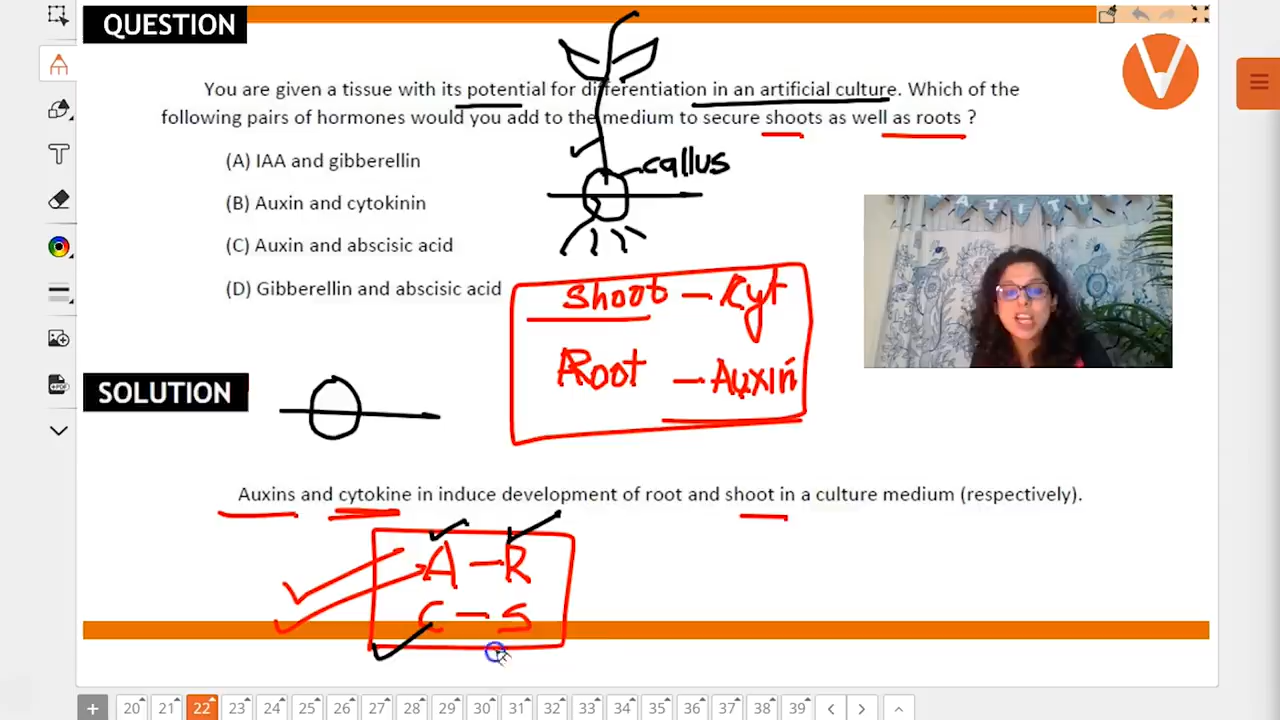 QUESTION
You are given a tissue with its potential for differentiation in an artificial culture. Which of the
following pairs of hormones would you add to the medium to secure shoots as well as roots ?
(A) IAA and gibberellin
callus
(B) Auxin and cytokinin
(C) Auxin and abscisic acid
(D) Gibberellin and abscisic acid
Shoot – Cyt
Root – Auxin
SOLUTION
Auxins and cytokine in induce development of root and shoot in a culture medium (respectively).
A – R
C – S
20 21 22 23 24 25 26 27 28 29 30 31 32 33 34 35 36 37 38 39